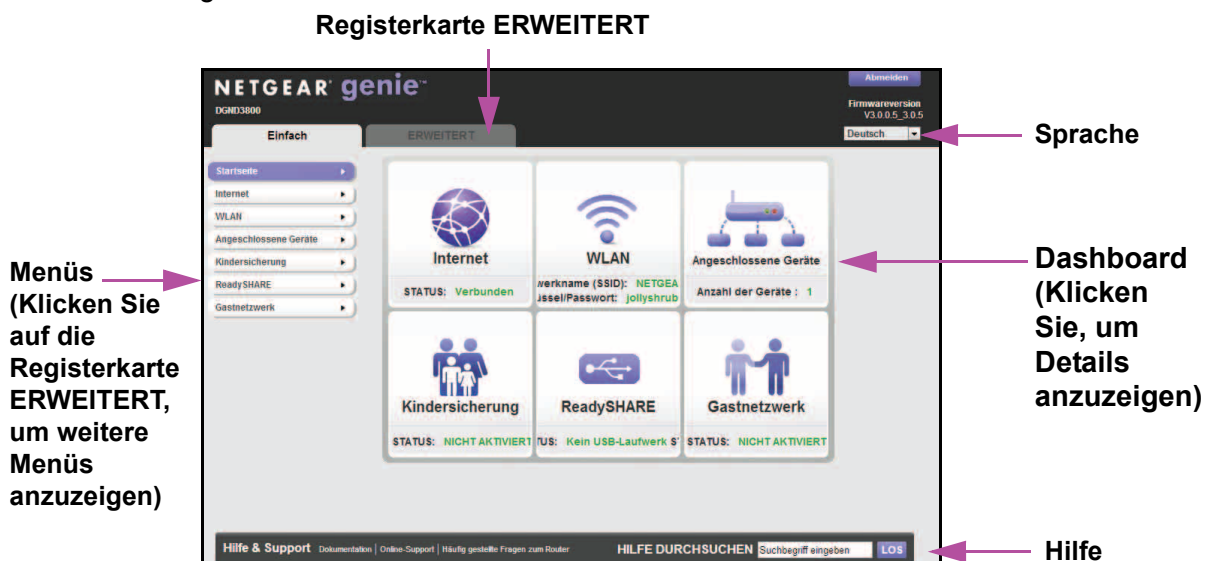 Registerkarte ERWEITERT
NETGEAR® genie™
DGND3800
Abmelden
Firmwareversion
V3.0.0.5_3.0.5
Deutsch
Einfach
ERWEITERT
Sprache
Startseite
Internet
WLAN
Angeschlossene Geräte
Kindersicherung
ReadySHARE
Gastnetzwerk
Internet
STATUS: Verbunden
WLAN
werkname (SSID): NETGEA
üssel/Passwort: jollyshrub
Angeschlossene Geräte
Anzahl der Geräte : 1
Kindersicherung
STATUS: NICHT AKTIVIERT
ReadySHARE
TUS: Kein USB-Laufwerk S
Gastnetzwerk
STATUS: NICHT AKTIVIERT
Menüs
(Klicken Sie
auf die
Registerkarte
ERWEITERT,
um weitere
Menüs
anzuzeigen)
Dashboard
(Klicken
Sie, um
Details
anzuzeigen)
Hilfe & Support Dokumentation | Online-Support | Häufig gestellte Fragen zum Router
HILFE DURCHSUCHEN Suchbegriff eingeben LOS
Hilfe